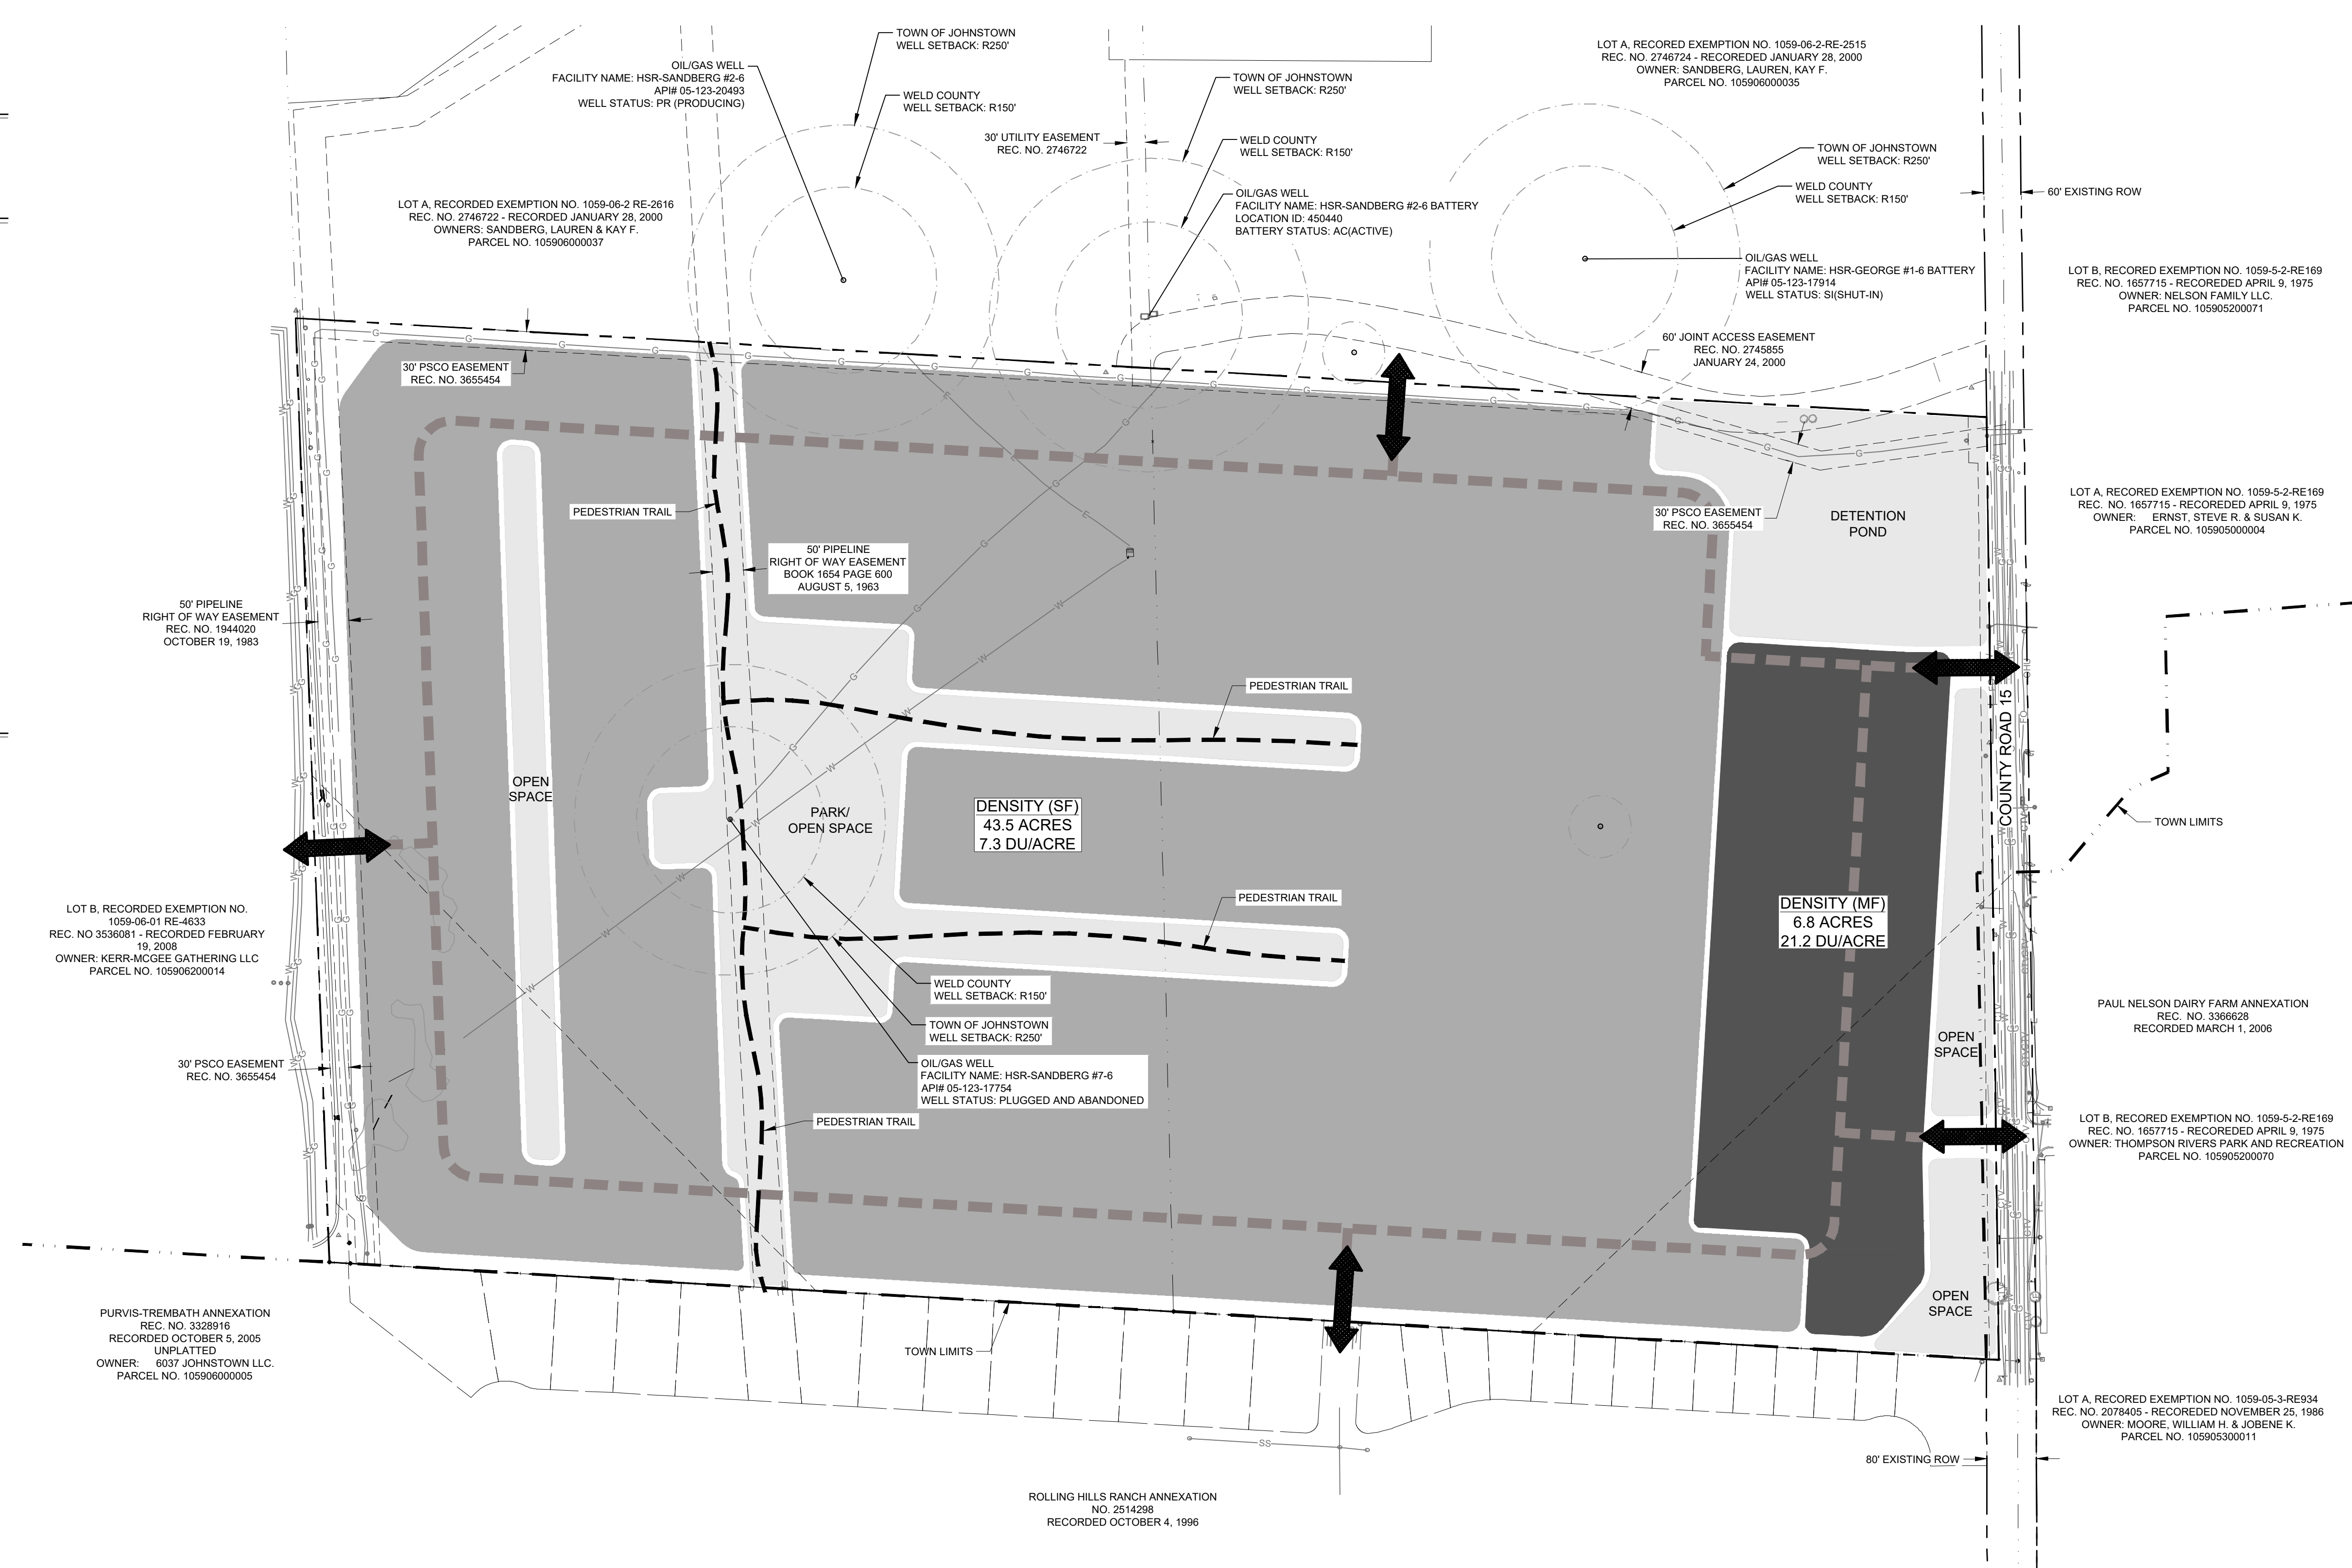 TOWN OF JOHNSTOWN
WELL SETBACK: R250'
OIL/GAS WELL
FACILITY NAME: HSR-SANDBERG #2-6
API# 05-123-20493
WELL STATUS: PR (PRODUCING)
WELD COUNTY
WELL SETBACK: R150'
TOWN OF JOHNSTOWN
WELL SETBACK: R250'
30' UTILITY EASEMENT
REC. NO. 2746722
WELD COUNTY
WELL SETBACK: R150'
OIL/GAS WELL
FACILITY NAME: HSR-SANDBERG #2-6 BATTERY
LOCATION ID: 450440
BATTERY STATUS: AC(ACTIVE)
LOT A, RECORED EXEMPTION NO. 1059-06-2-RE-2515
REC. NO. 2746724 - RECOREDED JANUARY 28, 2000
OWNER: SANDBERG, LAUREN, KAY F.
PARCEL NO. 105906000035
TOWN OF JOHNSTOWN
WELL SETBACK: R250'
WELD COUNTY
WELL SETBACK: R150'
60' EXISTING ROW
LOT A, RECORDED EXEMPTION NO. 1059-06-2 RE-2616
REC. NO. 2746722 - RECORDED JANUARY 28, 2000
OWNERS: SANDBERG, LAUREN & KAY F.
PARCEL NO. 105906000037
OIL/GAS WELL
FACILITY NAME: HSR-GEORGE #1-6 BATTERY
API# 05-123-17914
WELL STATUS: SI(SHUT-IN)
LOT B, RECORED EXEMPTION NO. 1059-5-2-RE169
REC. NO. 1657715 - RECOREDED APRIL 9, 1975
OWNER: NELSON FAMILY LLC.
PARCEL NO. 105905200071
60' JOINT ACCESS EASEMENT
REC. NO. 2745855
JANUARY 24, 2000
30' PSCO EASEMENT
REC. NO. 3655454
PEDESTRIAN TRAIL
30' PSCO EASEMENT
REC. NO. 3655454
DETENTION
POND
LOT A, RECORED EXEMPTION NO. 1059-5-2-RE169
REC. NO. 1657715 - RECOREDED APRIL 9, 1975
OWNER: ERNST, STEVE R. & SUSAN K.
PARCEL NO. 105905000004
50' PIPELINE
RIGHT OF WAY EASEMENT
BOOK 1654 PAGE 600
AUGUST 5, 1963
50' PIPELINE
RIGHT OF WAY EASEMENT
REC. NO. 1944020
OCTOBER 19, 1983
PEDESTRIAN TRAIL
COUNTY ROAD 15
OPEN
SPACE
PARK/
OPEN SPACE
DENSITY (SF)
43.5 ACRES
7.3 DU/ACRE
TOWN LIMITS
PEDESTRIAN TRAIL
DENSITY (MF)
6.8 ACRES
21.2 DU/ACRE
LOT B, RECORDED EXEMPTION NO.
1059-06-01 RE-4633
REC. NO 3536081 - RECORDED FEBRUARY
19, 2008
OWNER: KERR-MCGEE GATHERING LLC
PARCEL NO. 105906200014
WELD COUNTY
WELL SETBACK: R150'
TOWN OF JOHNSTOWN
WELL SETBACK: R250'
OIL/GAS WELL
FACILITY NAME: HSR-SANDBERG #7-6
API# 05-123-17754
WELL STATUS: PLUGGED AND ABANDONED
PAUL NELSON DAIRY FARM ANNEXATION
REC. NO. 3366628
RECORDED MARCH 1, 2006
OPEN
SPACE
30' PSCO EASEMENT
REC. NO. 3655454
PEDESTRIAN TRAIL
LOT B, RECORED EXEMPTION NO. 1059-5-2-RE169
REC. NO. 1657715 - RECOREDED APRIL 9, 1975
OWNER: THOMPSON RIVERS PARK AND RECREATION
PARCEL NO. 105905200070
OPEN
SPACE
PURVIS-TREMBATH ANNEXATION
REC. NO. 3328916
RECORDED OCTOBER 5, 2005
UNPLATTED
OWNER: 6037 JOHNSTOWN LLC.
PARCEL NO. 105906000005
TOWN LIMITS
LOT A, RECORED EXEMPTION NO. 1059-05-3-RE934
REC. NO. 2078405 - RECOREDED NOVEMBER 25, 1986
OWNER: MOORE, WILLIAM H. & JOBENE K.
PARCEL NO. 105905300011
SS
80' EXISTING ROW
ROLLING HILLS RANCH ANNEXATION
NO. 2514298
RECORDED OCTOBER 4, 1996